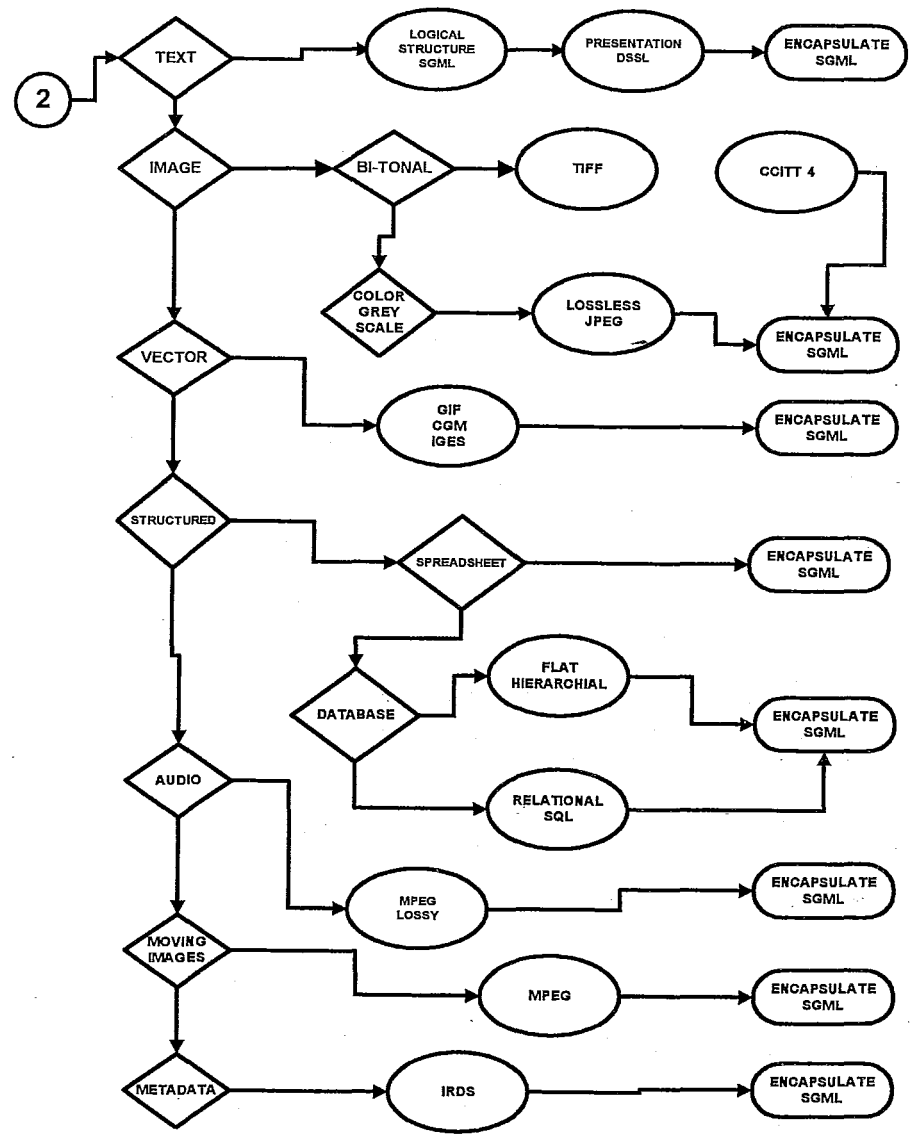 2
TEXT
LOGICAL
STRUCTURE
SGML
PRESENTATION
DSSL
ENCAPSULATE
SGML
IMAGE
BI-TONAL
TIFF
CCITT 4
COLOR
GREY
SCALE
LOSSLESS
JPEG
ENCAPSULATE
SGML
VECTOR
GIF
CGM
IGES
ENCAPSULATE
SGML
STRUCTURED
SPREADSHEET
ENCAPSULATE
SGML
DATABASE
FLAT
HIERARCHIAL
ENCAPSULATE
SGML
RELATIONAL
SQL
AUDIO
MPEG
LOSSY
ENCAPSULATE
SGML
MOVING
IMAGES
MPEG
ENCAPSULATE
SGML
METADATA
IRDS
ENCAPSULATE
SGML